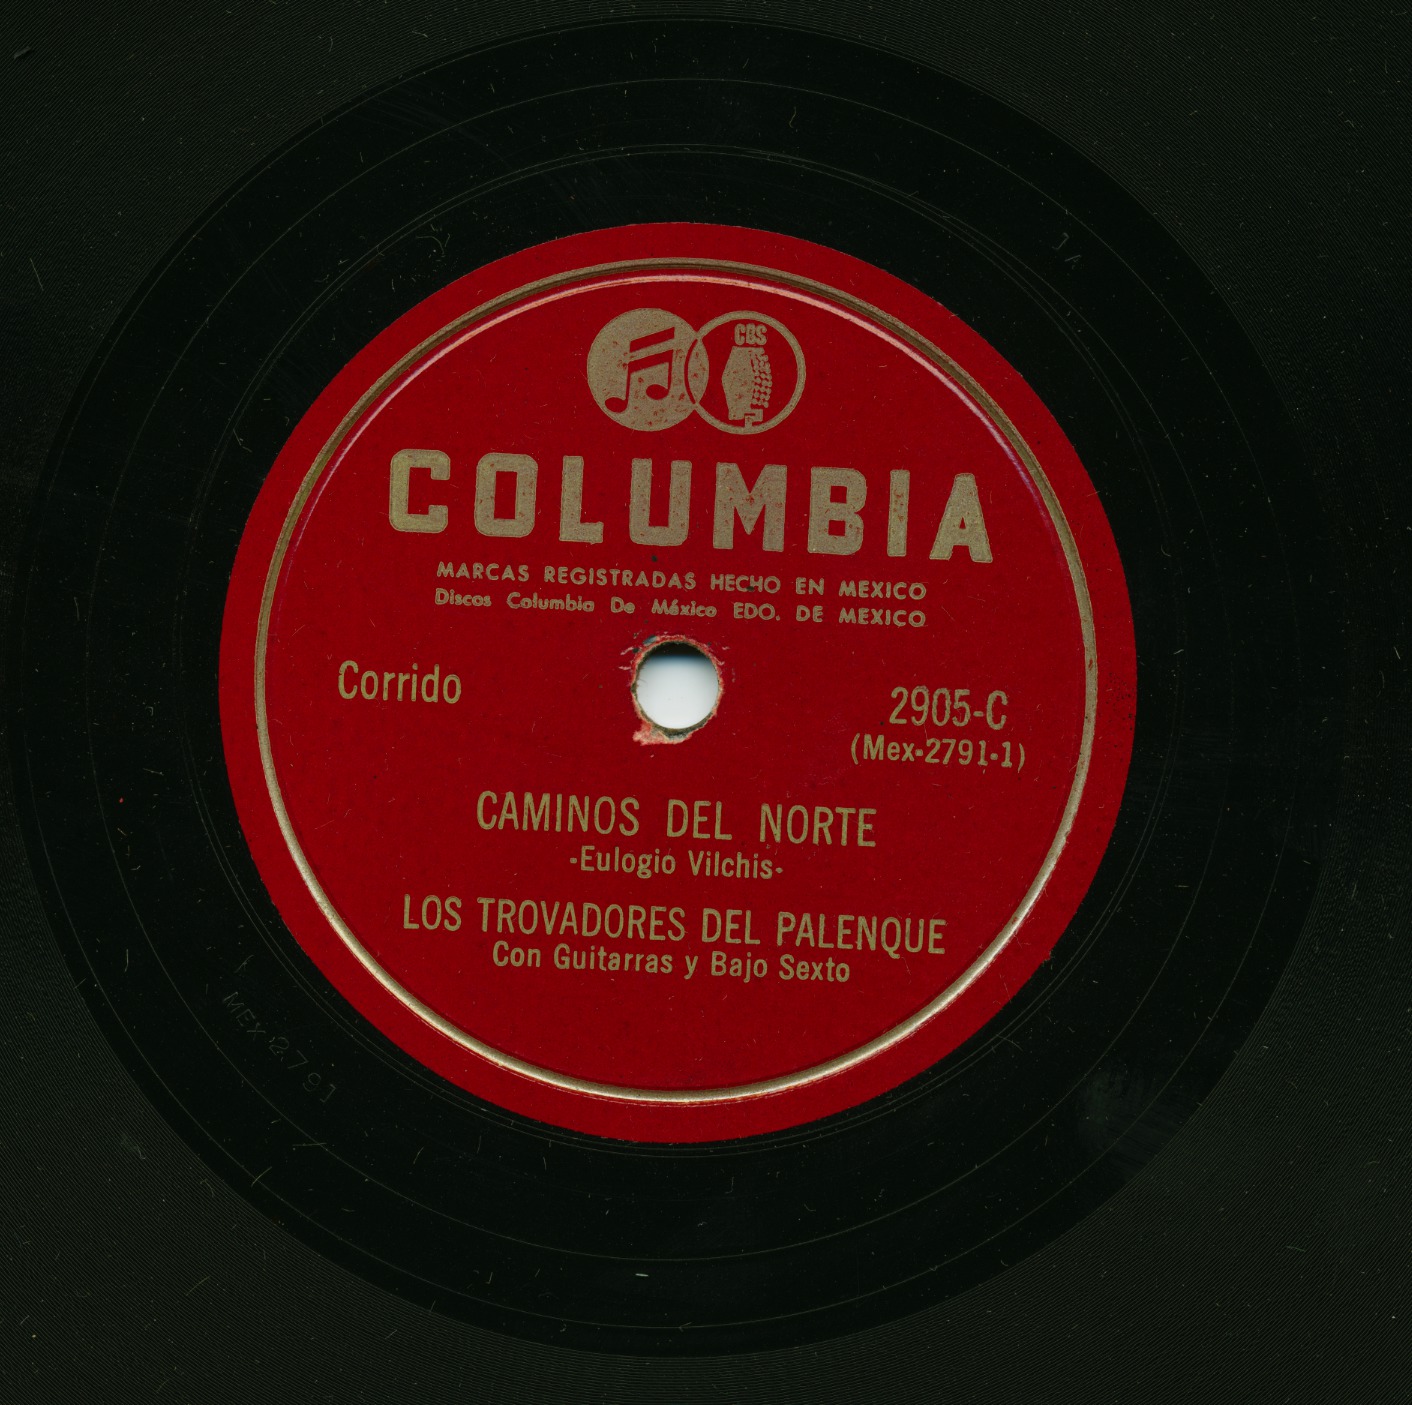 CBS
COLUMBIA
MARCAS REGISTRADAS HECHO EN MEXICO
Discos Columbia De México EDO. DE MEXICO
Corrido
2905-C
(Mex-2791-1)
CAMINOS DEL NORTE
-Eulogio Vilchis-
LOS TROVADORES DEL PALENQUE
Con Guitarras y Bajo Sexto
MEX-2791
1A